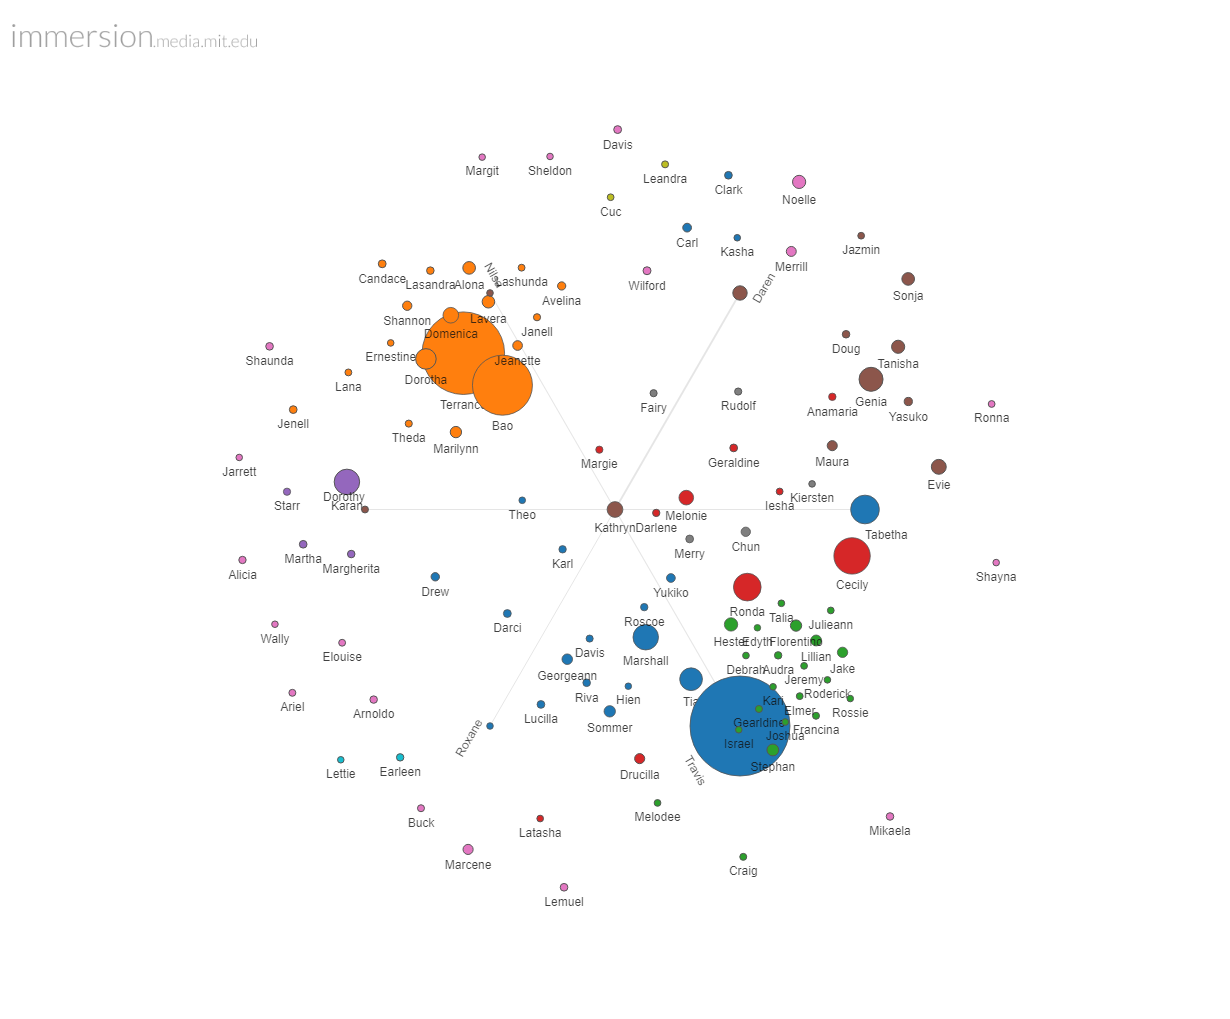 immersion.media.mit.edu
Davis
Margit
Sheldon
Leandra
Clark
Noelle
Cuc
Carl
Kasha
Jazmin
Merrill
Candace
Lasandra
Alona
Nilsa
Lashunda
Wilford
Daren
Sonja
Avelina
Shannon
Lavera
Domenica
Janell
Doug
Ernestine
Jeanette
Shaunda
Tanisha
Dorotha
Lana
Terrance
Genia
Fairy
Rudolf
Anamaria
Yasuko
Ronna
Jenell
Bao
Theda
Marilynn
Margie
Geraldine
Maura
Jarrett
Evie
Dorothy
Starr
Karan
Iesha
Kiersten
Theo
Kathryn
Darlene
Melonie
Tabetha
Martha
Margherita
Karl
Merry
Chun
Alicia
Shayna
Cecily
Drew
Yukiko
Ronda
Talia
Julieann
Roscoe
Darci
Wally
Hester
Edyth
Florentino
Elouise
Davis
Marshall
Lillian
Debrah
Audra
Jake
Georgeann
Jeremy
Riva
Hien
Tia
Kari
Roderick
Ariel
Arnoldo
Lucilla
Sommer
Elmer
Rossie
Gearldine
Francina
Roxane
Israel
Joshua
Lettie
Earleen
Travis
Stephan
Drucilla
Buck
Latasha
Melodee
Mikaela
Marcene
Craig
Lemuel